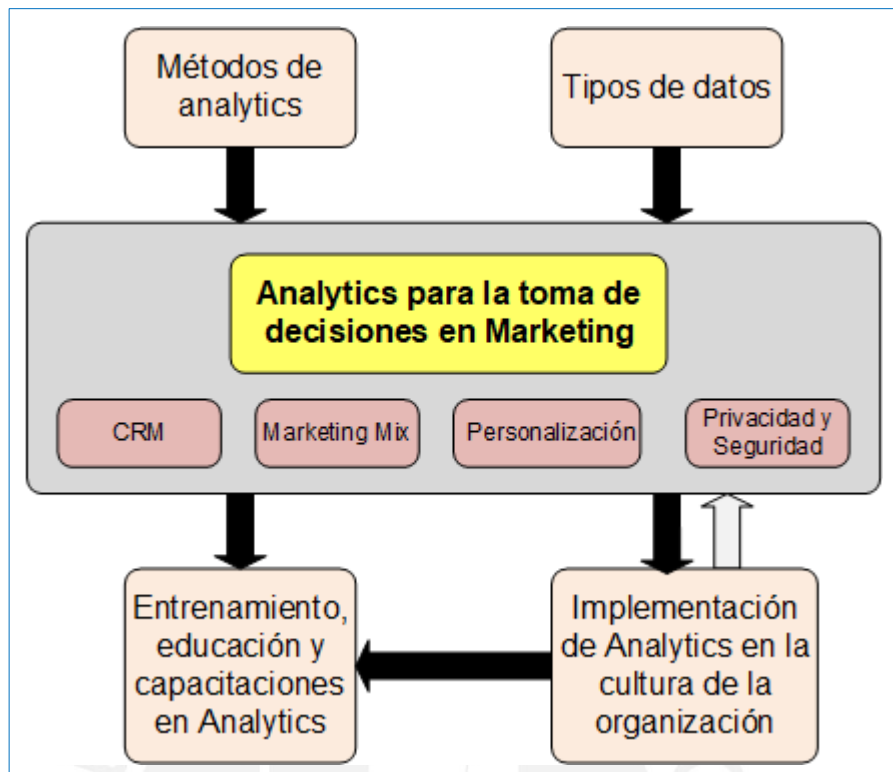 Métodos de
analytics
Tipos de datos
Analytics para la toma de
decisiones en Marketing
CRM
Marketing Mix
Personalización
Privacidad y
Seguridad
Entrenamiento,
educación y
capacitaciones
en Analytics
Implementación
de Analytics en la
cultura de la
organización